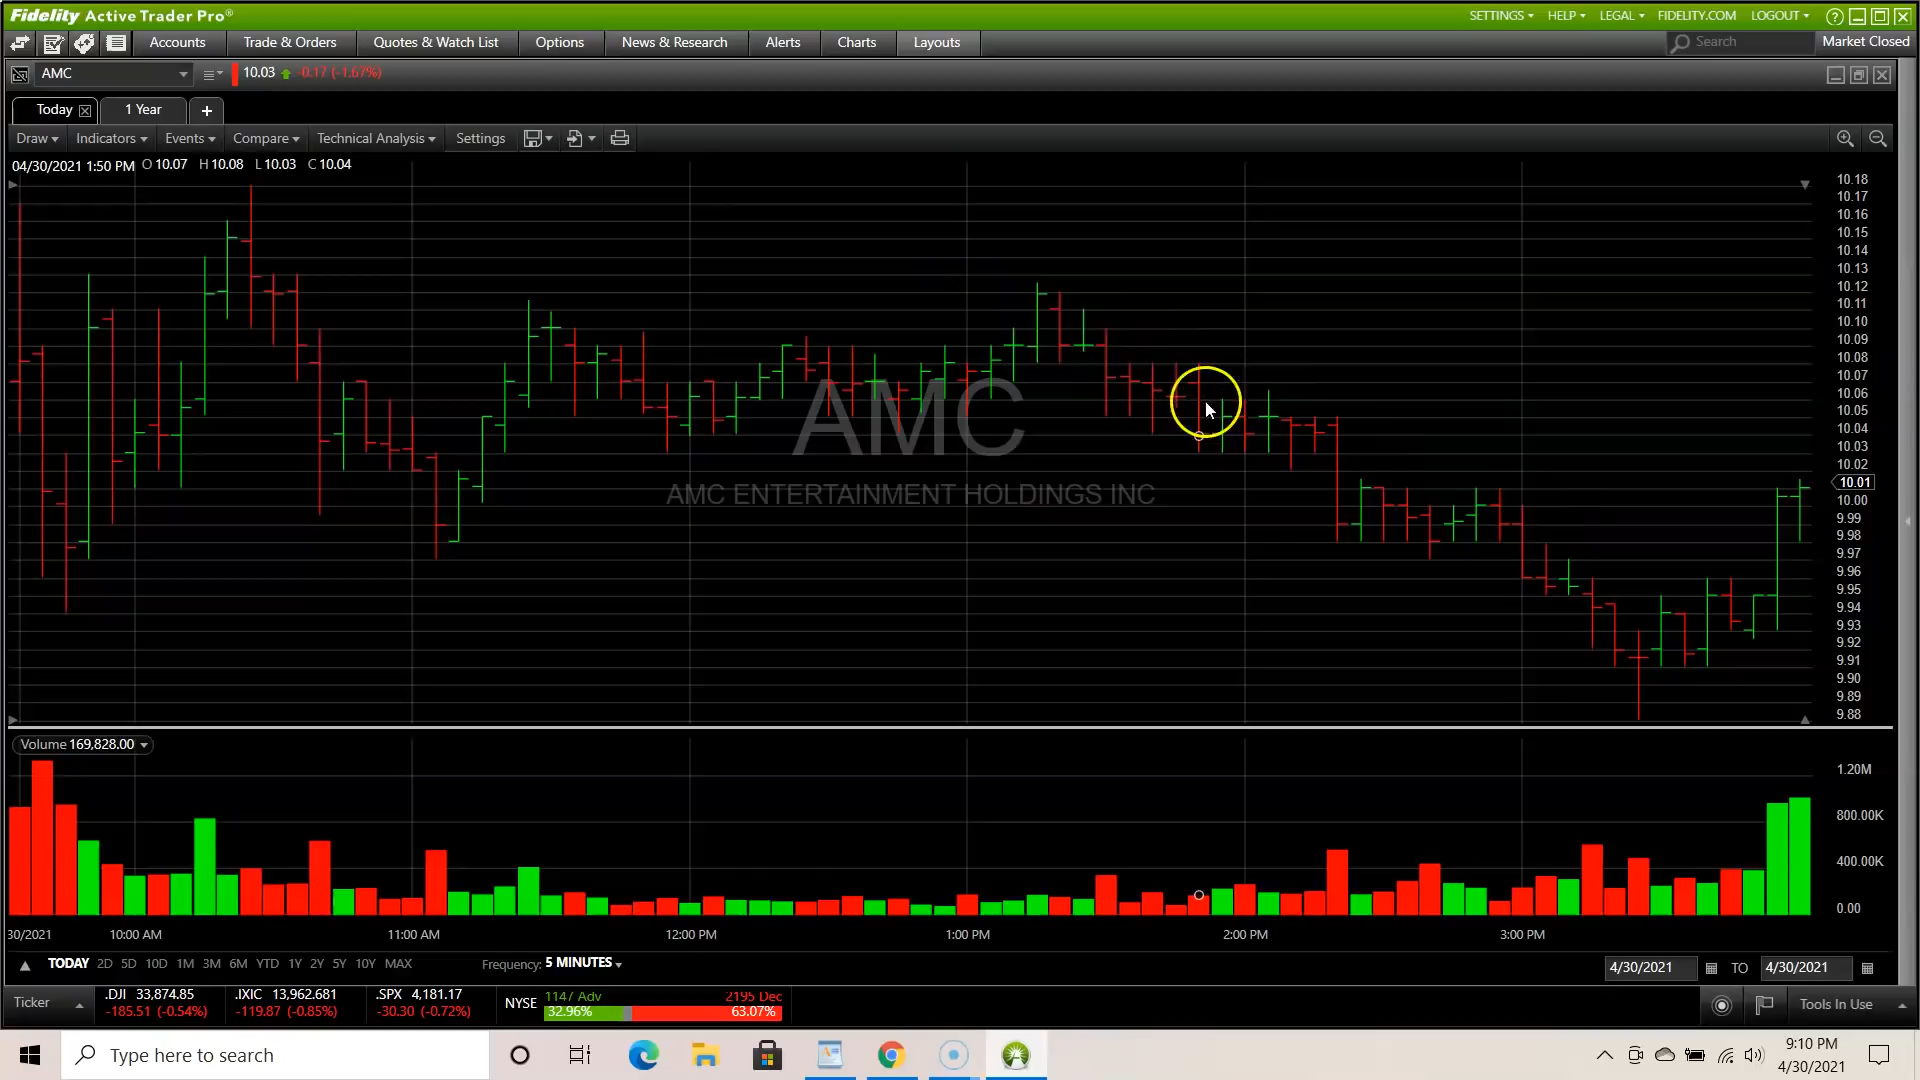 Fidelity Active Trader Pro®
SETTINGS HELP LEGAL FIDELITY.COM LOGOUT
Accounts Trade & Orders Quotes & Watch List Options News & Research Alerts Charts Layouts Search Market Closed
AMC 10.03 -0.17 (-1.67%)
Today 1 Year +
Draw Indicators Events Compare Technical Analysis Settings
04/30/2021 1:50 PM O 10.07 H 10.08 L 10.03 C 10.04
10.18
10.17
10.16
10.15
10.14
10.13
10.12
10.11
10.10
10.09
10.08
10.07
10.06
10.05
10.04
10.03
10.02
10.01
10.00
9.99
9.98
9.97
9.96
9.95
9.94
9.93
9.92
9.91
9.90
9.89
9.88
AMC
AMC ENTERTAINMENT HOLDINGS INC
Volume 169,828.00
1.20M
800.00K
400.00K
0.00
30/2021 10:00 AM 11:00 AM 12:00 PM 1:00 PM 2:00 PM 3:00 PM
TODAY 2D 5D 10D 1M 3M 6M YTD 1Y 2Y 5Y 10Y MAX Frequency: 5 MINUTES 4/30/2021 TO 4/30/2021
Ticker .DJI 33,874.85 .IXIC 13,962.681 .SPX 4,181.17 NYSE 1147 Adv 2195 Dec Tools In Use
-185.51 (-0.54%) -119.87 (-0.85%) -30.30 (-0.72%) 32.96% 63.07%
Type here to search
9:10 PM
4/30/2021